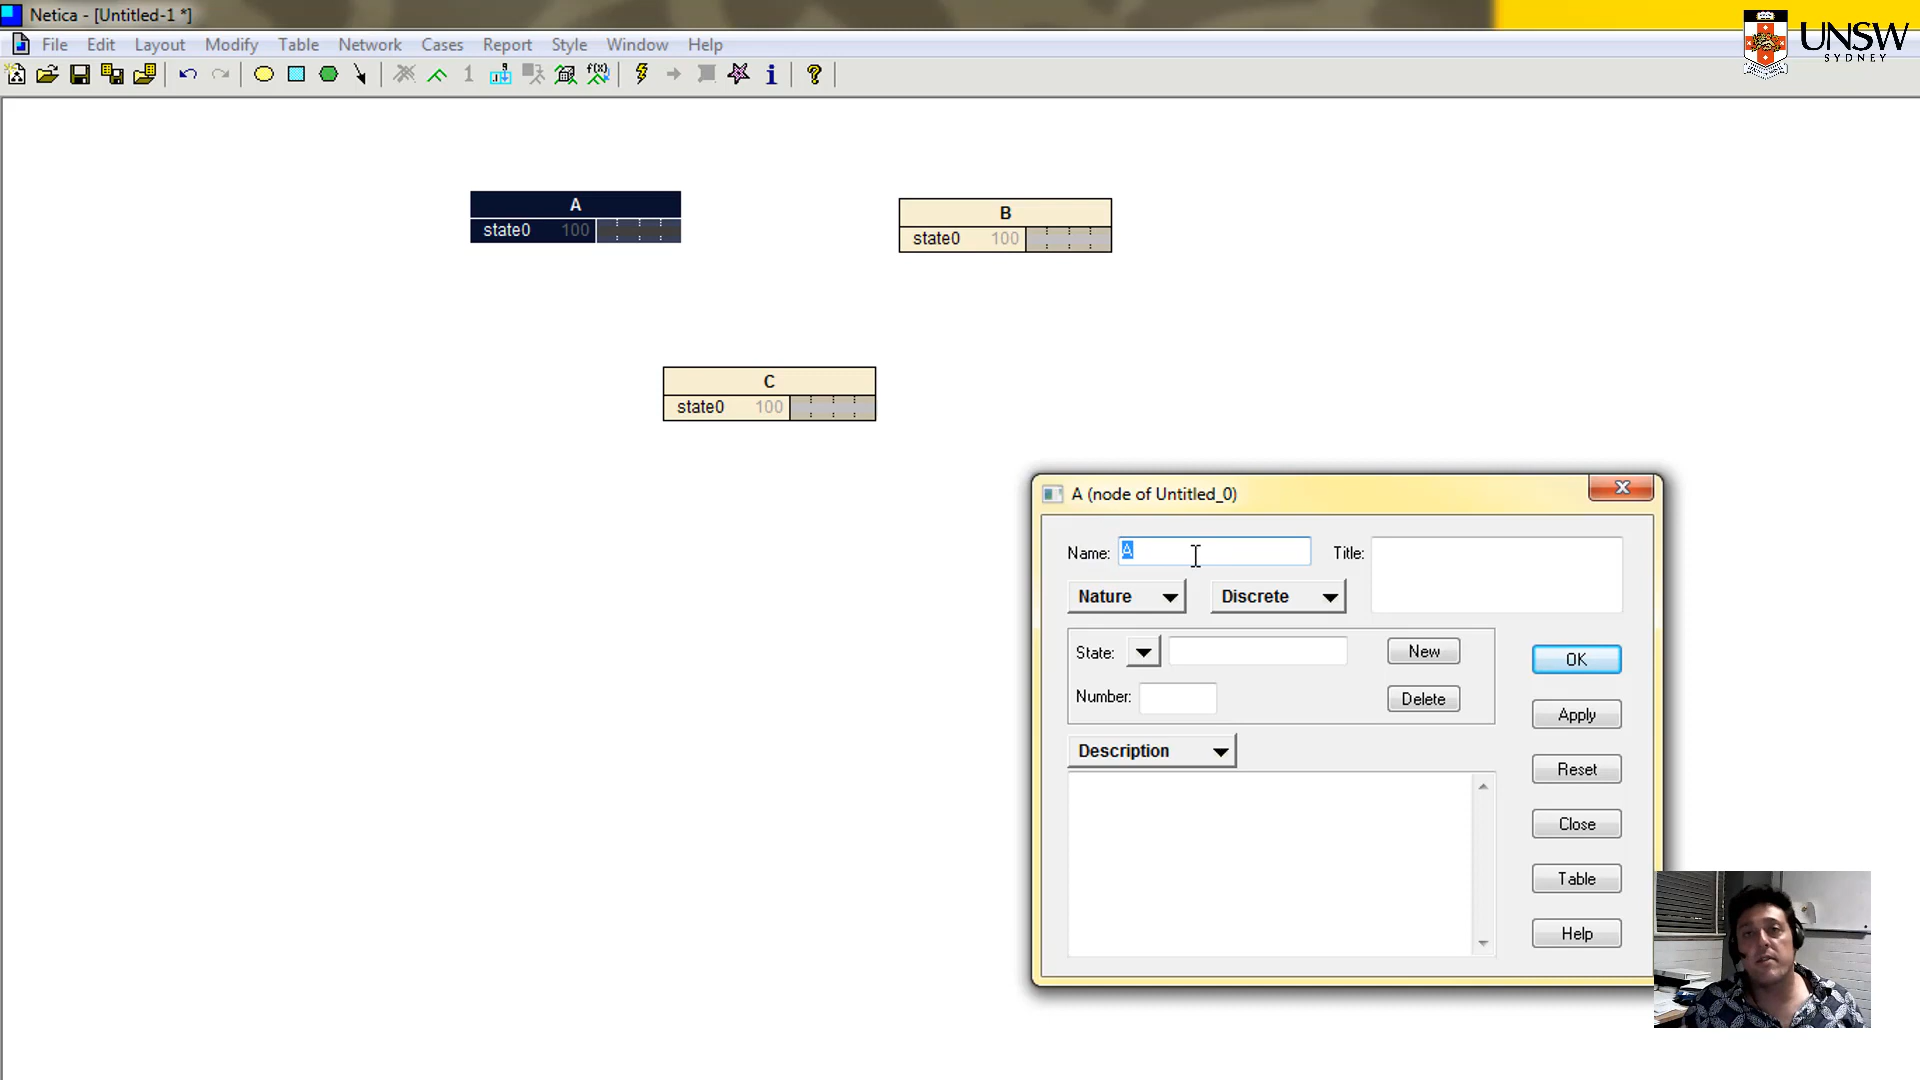 Netica - [Untitled-1 *]
File Edit Layout Modify Table Network Cases Report Style Window Help
UNSW
SYDNEY
1 f(x) i ?
A
state0 100
B
state0 100
C
state0 100
A (node of Untitled_0)
Name: A Title:
Nature Discrete
State: New
Number: Delete
Description
OK
Apply
Reset
Close
Table
Help